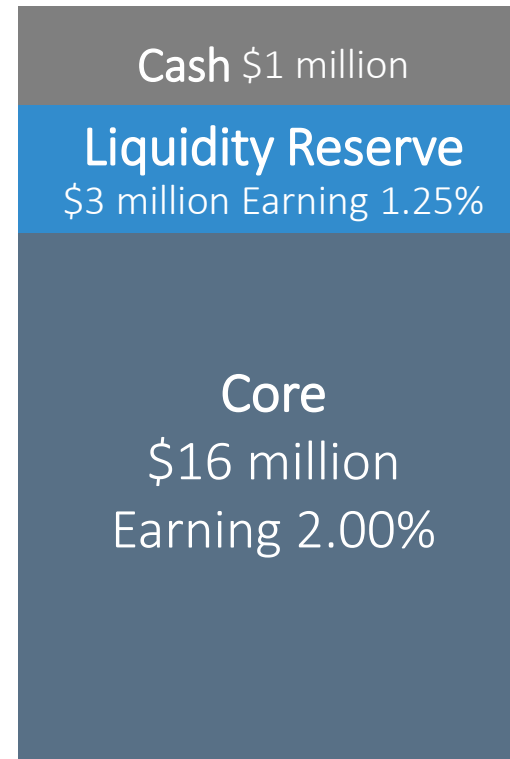 Cash $1 million
Liquidity Reserve
$3 million Earning 1.25%
Core
$16 million
Earning 2.00%